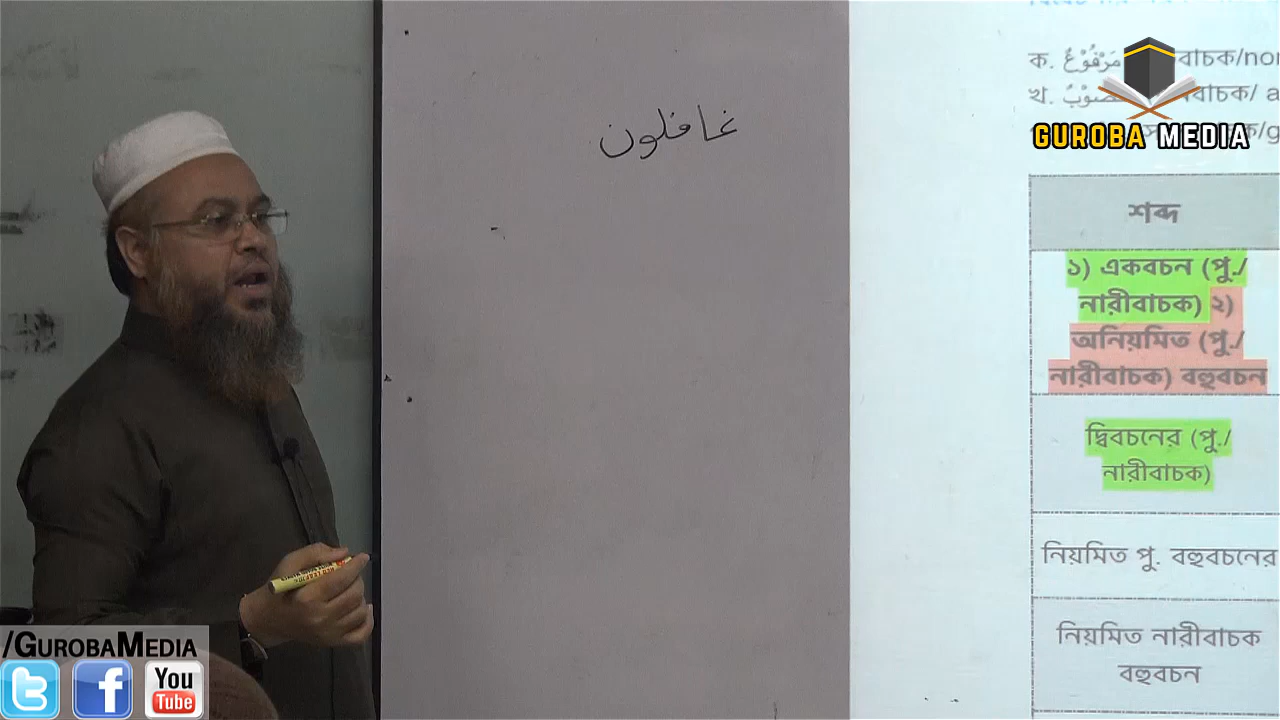 غافلون
ক. مَرْفُوْعٌ বাচক/nor
খ. বাচক/ a
GUROBA MEDIA
শব্দ
১) একবচন (পু./
নারীবাচক) ২)
অনিয়মিত (পু./
নারীবাচক) বহুবচন
দ্বিবচনের (পু./
নারীবাচক)
নিয়মিত পু. বহুবচনের
নিয়মিত নারীবাচক
বহুবচন
/GUROBAMEDIA
You
Tube